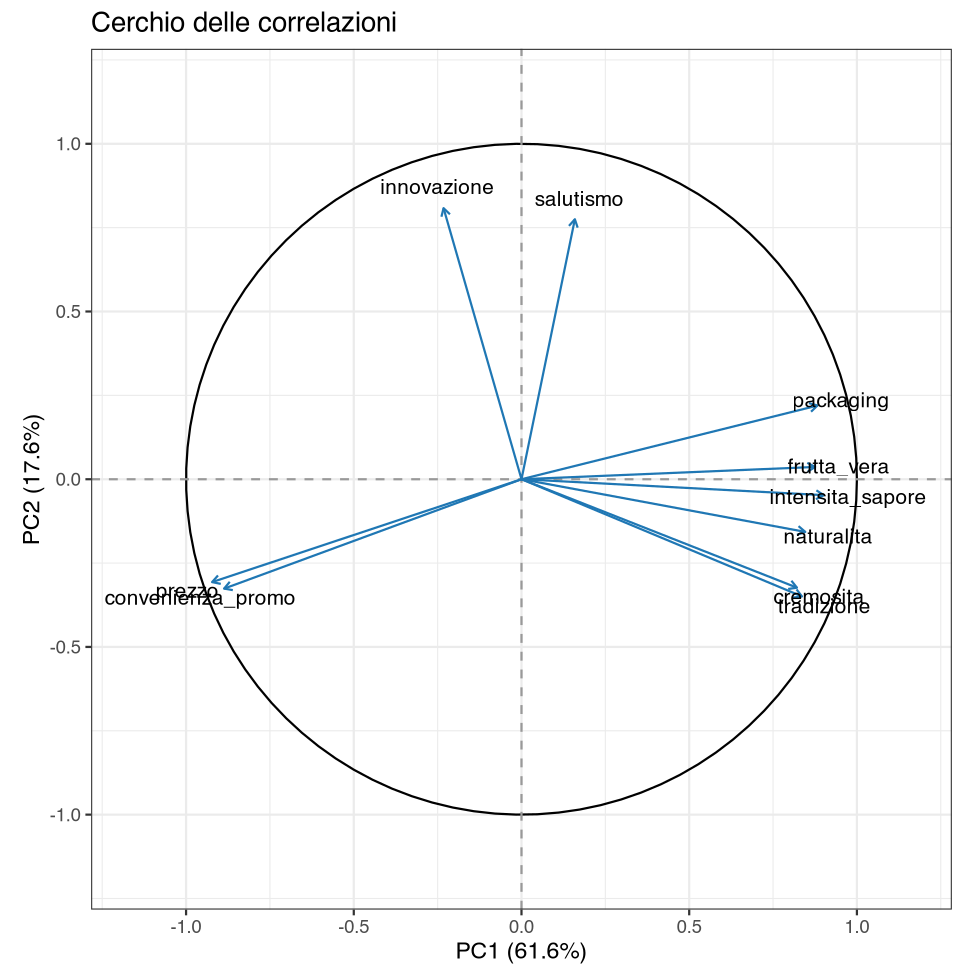 Cerchio delle correlazioni
innovazione
salutismo
packaging
frutta_vera
intensita_sapore
naturalita
prezzo
convenienza_promo
cremosita
tradizione
1.0
0.5
0.0
-0.5
-1.0
PC2 (17.6%)
-1.0
-0.5
0.0
0.5
1.0
PC1 (61.6%)